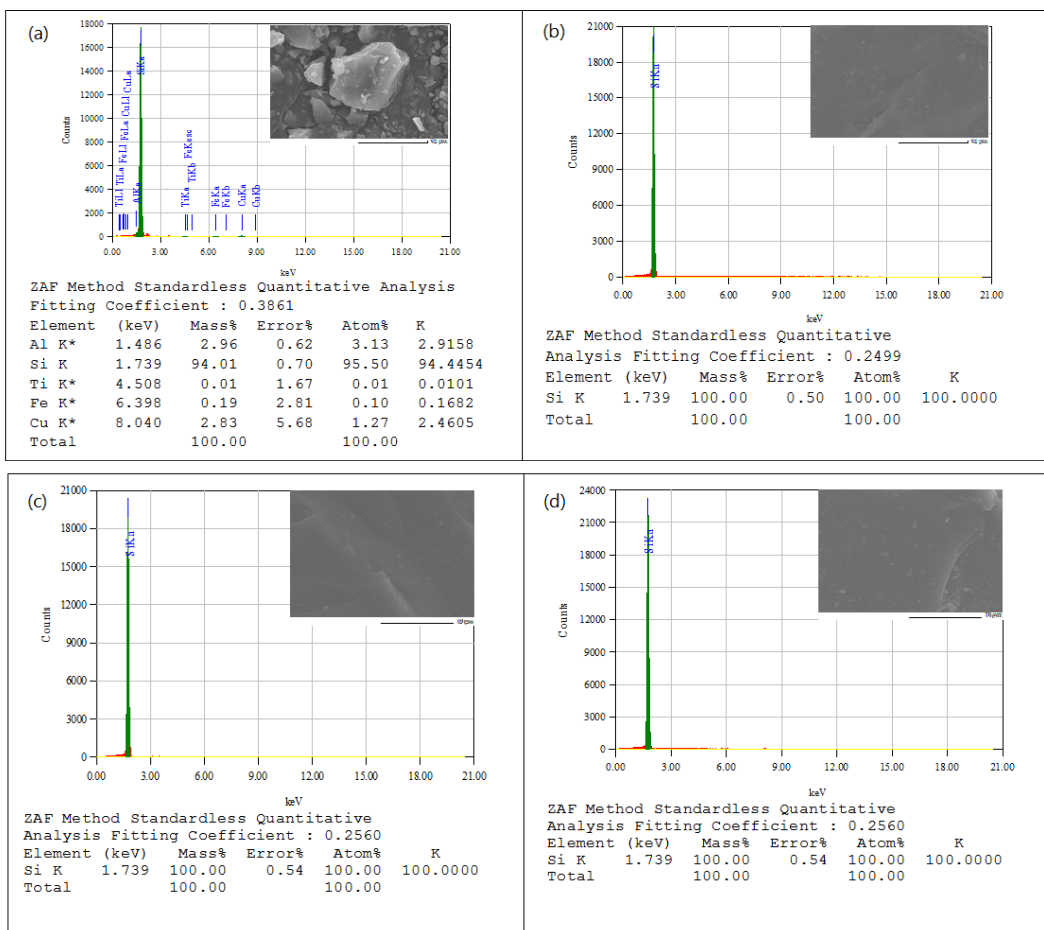 (a)
18000
16000
14000
12000
10000
8000
6000
4000
2000
0
Counts
TiLl TiLa FeLl FeLa CuLl CuLa
AlKa
SiKa
TiKa
TiKb FeKesc
FeKa
FeKb
CuKa
CuKb
0.00 3.00 6.00 9.00 12.00 15.00 18.00 21.00
keV
ZAF Method Standardless Quantitative Analysis
Fitting Coefficient : 0.3861
Element (keV) Mass% Error% Atom% K
Al K* 1.486 2.96 0.62 3.13 2.9158
Si K 1.739 94.01 0.70 95.50 94.4454
Ti K* 4.508 0.01 1.67 0.01 0.0101
Fe K* 6.398 0.19 2.81 0.10 0.1682
Cu K* 8.040 2.83 5.68 1.27 2.4605
Total 100.00 100.00
(b)
21000
18000
15000
12000
9000
6000
3000
0
Counts
SiKa
0.00 3.00 6.00 9.00 12.00 15.00 18.00 21.00
keV
ZAF Method Standardless Quantitative
Analysis Fitting Coefficient : 0.2499
Element (keV) Mass% Error% Atom% K
Si K 1.739 100.00 0.50 100.00 100.0000
Total 100.00 100.00
(c)
21000
18000
15000
12000
9000
6000
3000
0
Counts
SiKa
0.00 3.00 6.00 9.00 12.00 15.00 18.00 21.00
keV
ZAF Method Standardless Quantitative
Analysis Fitting Coefficient : 0.2560
Element (keV) Mass% Error% Atom% K
Si K 1.739 100.00 0.54 100.00 100.0000
Total 100.00 100.00
(d)
24000
21000
18000
15000
12000
9000
6000
3000
0
Counts
SiKa
0.00 3.00 6.00 9.00 12.00 15.00 18.00 21.00
keV
ZAF Method Standardless Quantitative
Analysis Fitting Coefficient : 0.2560
Element (keV) Mass% Error% Atom% K
Si K 1.739 100.00 0.54 100.00 100.0000
Total 100.00 100.00